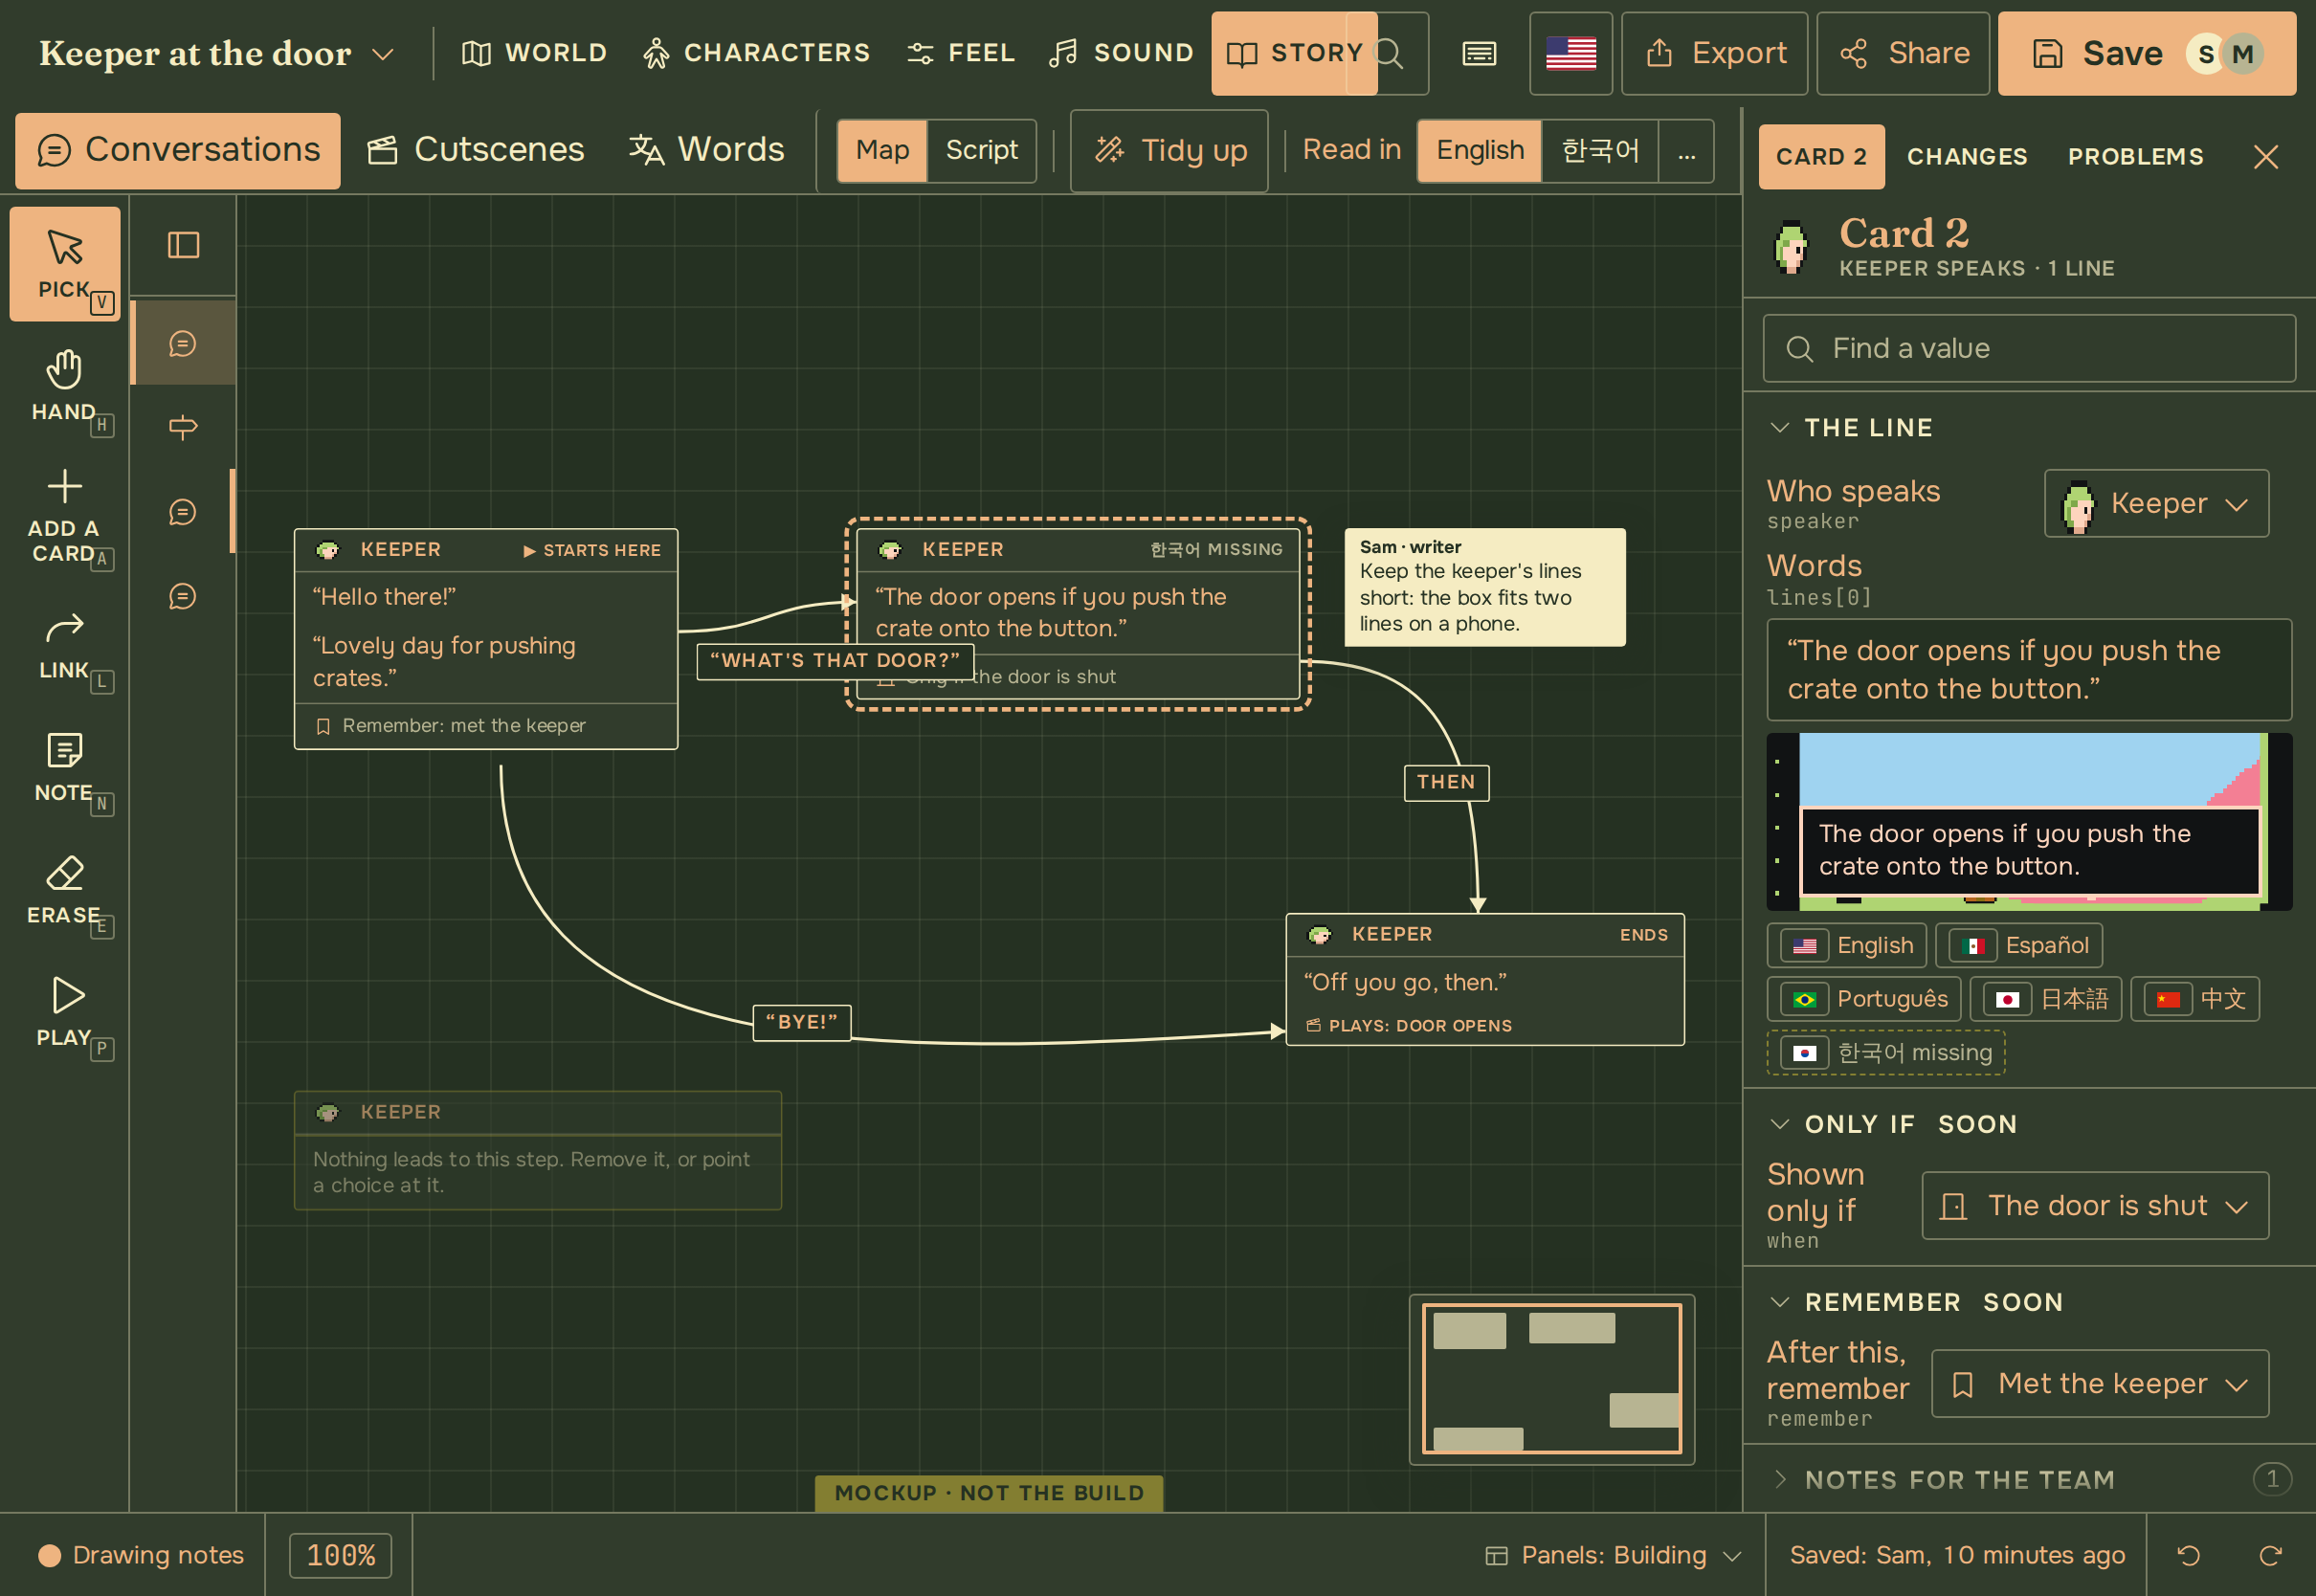 Keeper at the door
WORLD
CHARACTERS
FEEL
SOUND
STORY
Export
Share
Save
S
M
Conversations
Cutscenes
Words
Map
Script
Tidy up
Read in
English
한국어
...
CARD 2
CHANGES
PROBLEMS
PICK
V
HAND
H
ADD A
CARD
A
LINK
L
NOTE
N
ERASE
E
PLAY
P
KEEPER
▶ STARTS HERE
“Hello there!”
“Lovely day for pushing
crates.”
Remember: met the keeper
“WHAT'S THAT DOOR?”
KEEPER
한국어 MISSING
“The door opens if you push the
crate onto the button.”
Only if the door is shut
Sam · writer
Keep the keeper's lines
short: the box fits two
lines on a phone.
THEN
“BYE!”
KEEPER
ENDS
“Off you go, then.”
PLAYS: DOOR OPENS
KEEPER
Nothing leads to this step. Remove it, or point
a choice at it.
MOCKUP · NOT THE BUILD
Card 2
KEEPER SPEAKS · 1 LINE
Find a value
THE LINE
Who speaks
speaker
Keeper
Words
lines[0]
“The door opens if you push the
crate onto the button.”
The door opens if you push the
crate onto the button.
English
Español
Português
日本語
中文
한국어 missing
ONLY IF SOON
Shown
only if
when
The door is shut
REMEMBER SOON
After this,
remember
remember
Met the keeper
NOTES FOR THE TEAM
1
Drawing notes
100%
Panels: Building
Saved: Sam, 10 minutes ago